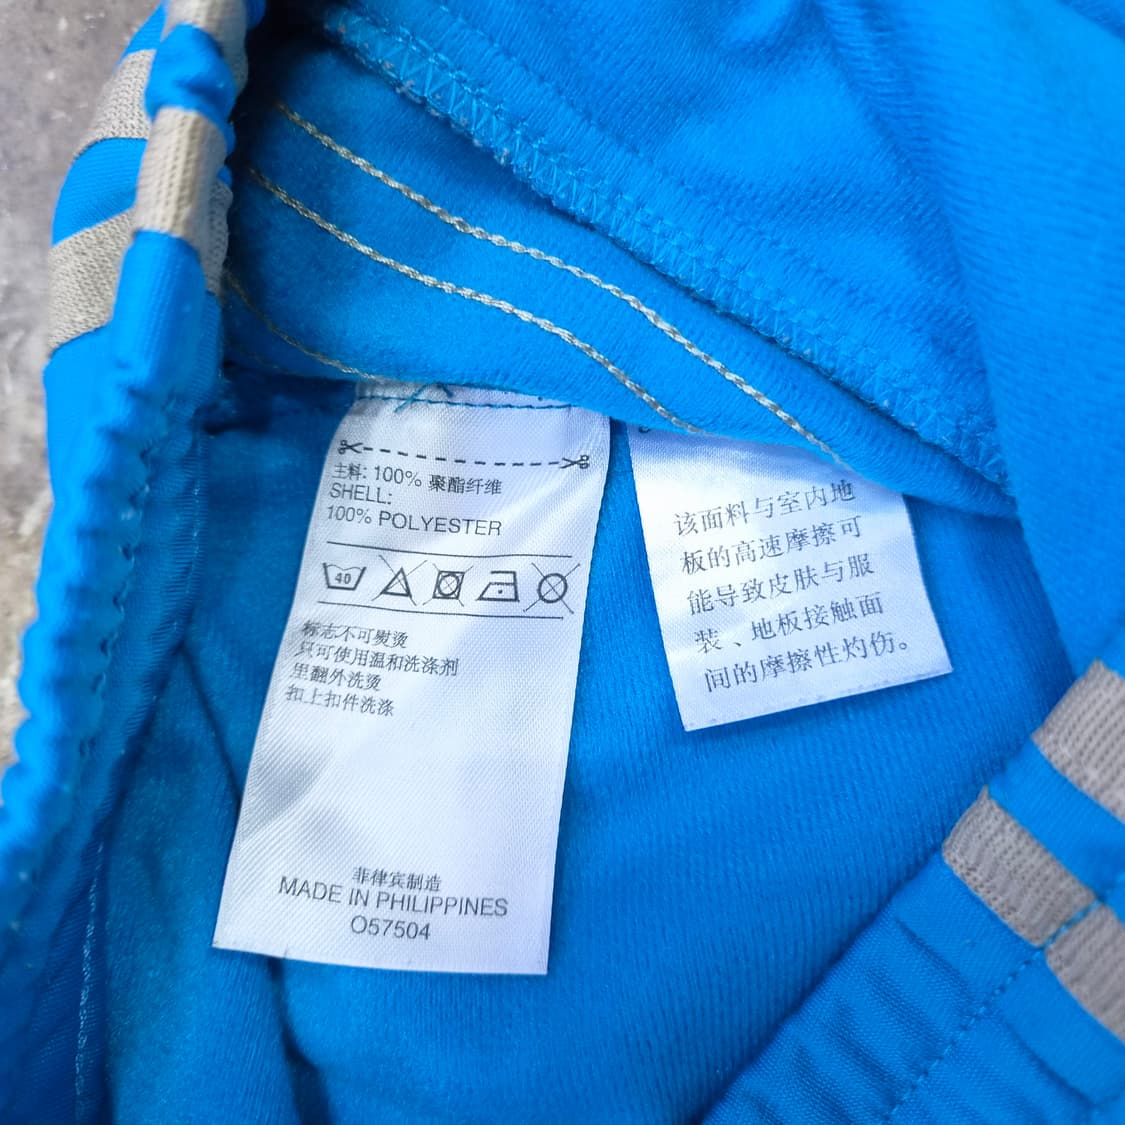 主料: 100% 聚酯纤维
SHELL:
100% POLYESTER
40
标志不可熨烫
只可使用温和洗涤剂
里翻外洗烫
扣上扣件洗涤
菲律宾制造
MADE IN PHILIPPINES
O57504
该面料与室内地
板的高速摩擦可
能导致皮肤与服
装、地板接触面
间的摩擦性灼伤。